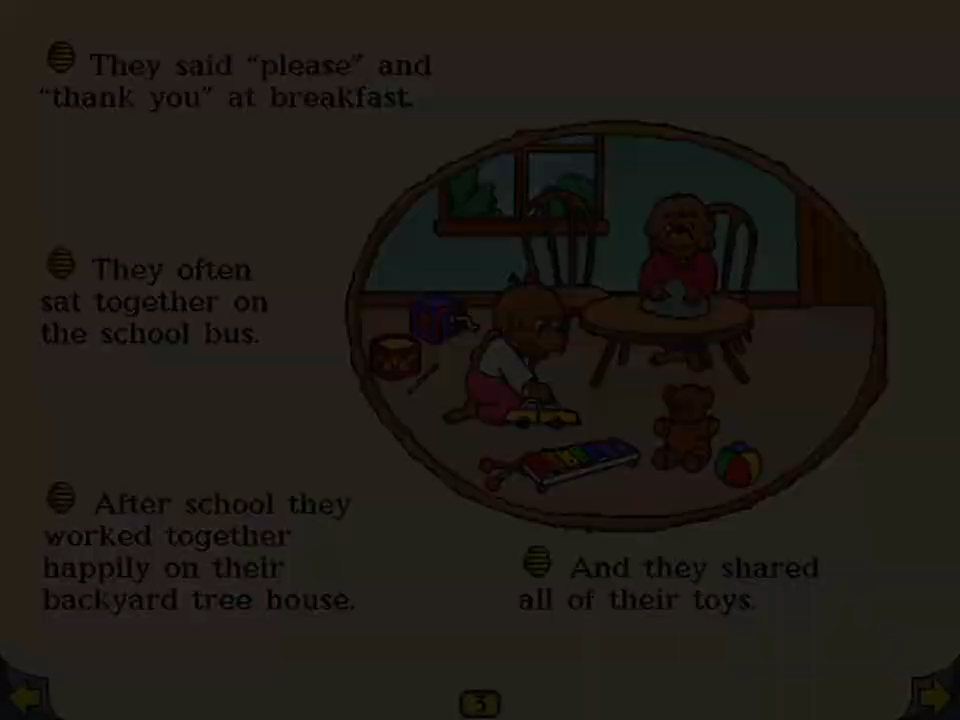 They said “please” and
“thank you” at breakfast.
They often
sat together on
the school bus.
After school they
worked together
happily on their
backyard tree house.
And they shared
all of their toys.
3